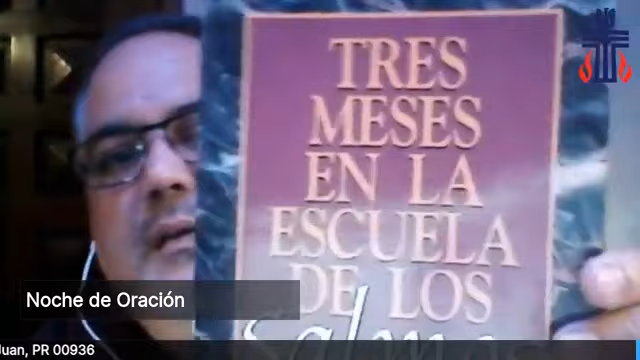 TRES
MESES
EN LA
ESCUELA
DE LOS
Noche de Oración
Juan, PR 00936